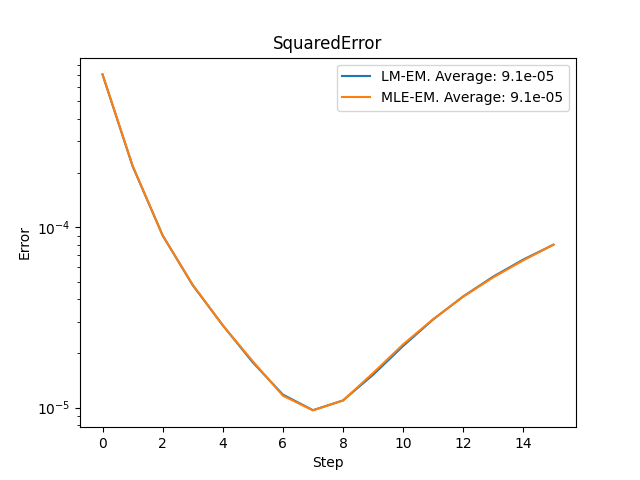 SquaredError
LM-EM. Average: 9.1e-05
MLE-EM. Average: 9.1e-05
Error
10⁻⁴
10⁻⁵
0 2 4 6 8 10 12 14
Step